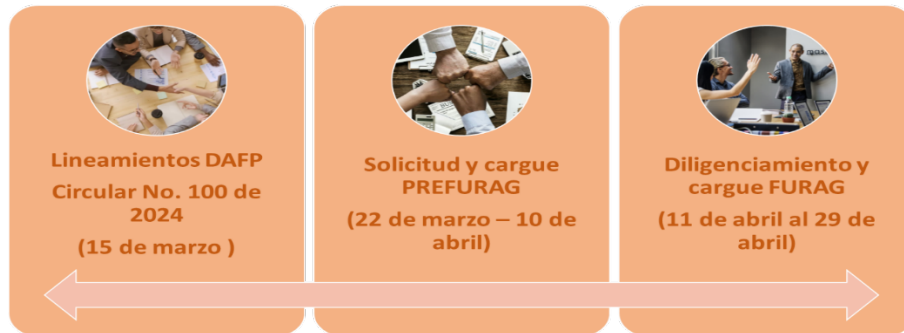 Lineamientos DAFP
Circular No. 100 de
2024
(15 de marzo )
Solicitud y cargue
PREFURAG
(22 de marzo – 10 de
abril)
Diligenciamiento y
cargue FURAG
(11 de abril al 29 de
abril)